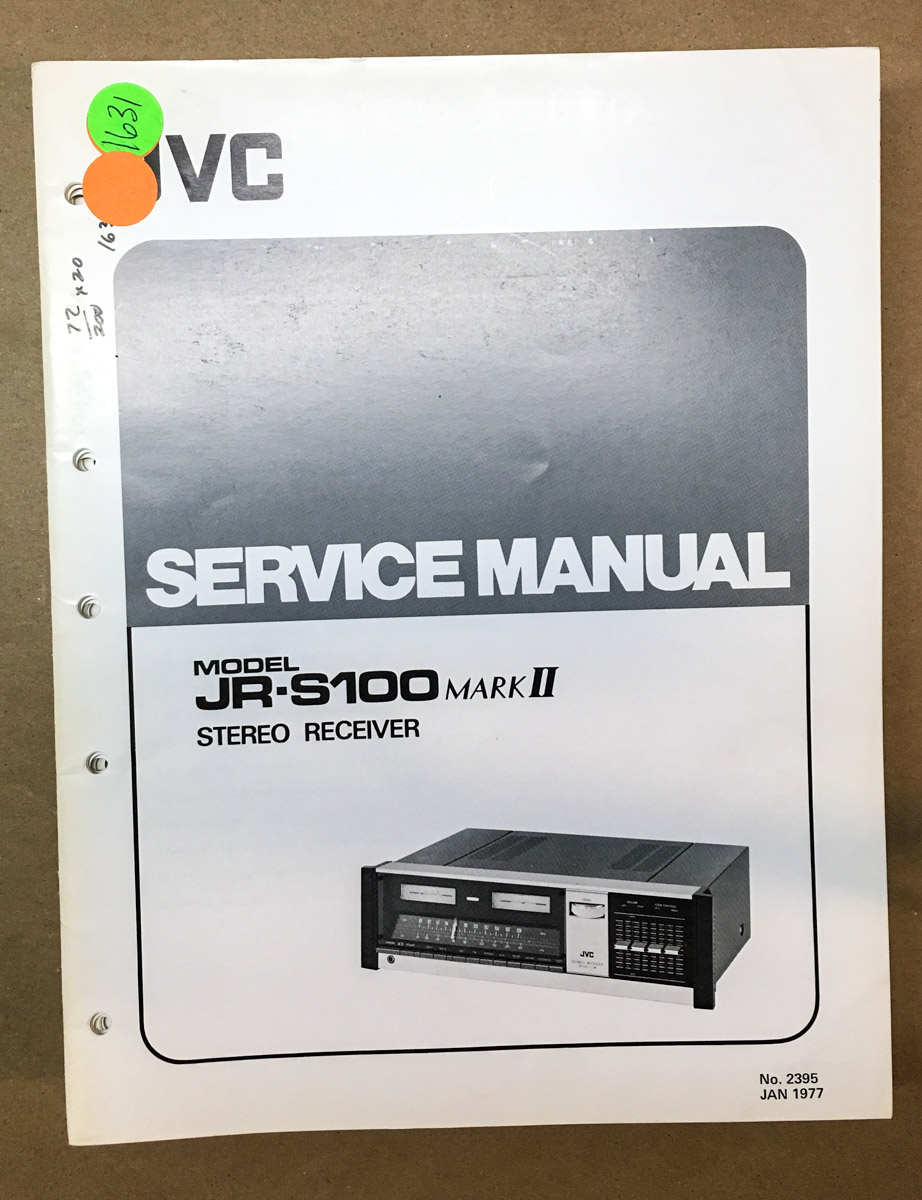 1631
JVC
163
72 x 20
200
SERVICE MANUAL
MODEL
JR-S100 MARK II
STEREO RECEIVER
JVC
No. 2395
JAN 1977